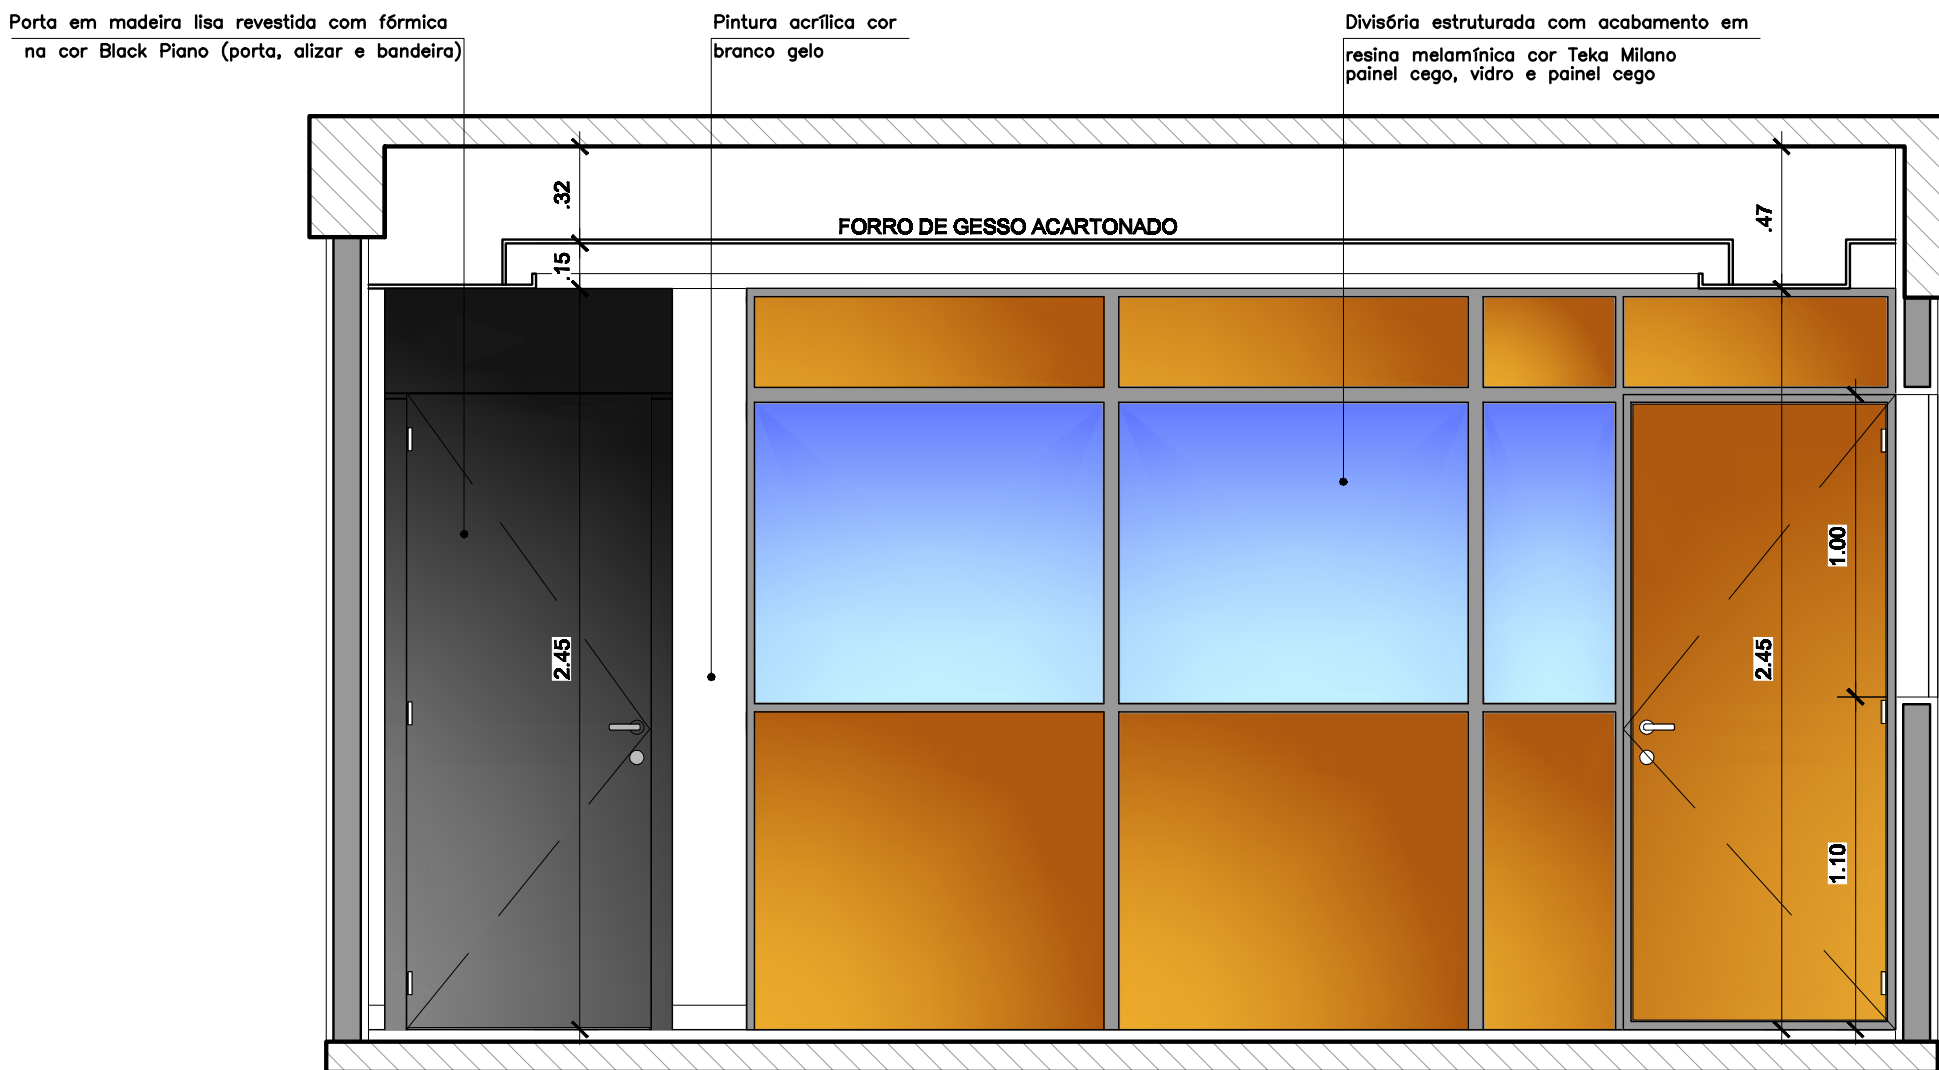 Porta em madeira lisa revestida com fórmica
na cor Black Piano (porta, alizar e bandeira)
Pintura acrílica cor
branco gelo
Divisória estruturada com acabamento em
resina melamínica cor Teka Milano
painel cego, vidro e painel cego
.32
.47
FORRO DE GESSO ACARTONADO
.15
1.00
2.45
2.45
1.10